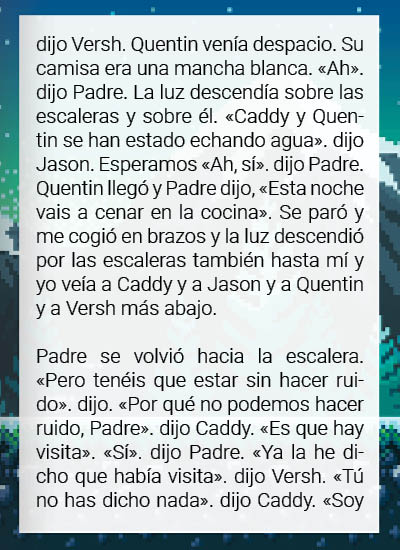 dijo Versh. Quentin venía despacio. Su
camisa era una mancha blanca. «Ah».
dijo Padre. La luz descendía sobre las
escaleras y sobre él. «Caddy y Quen-
tin se han estado echando agua». dijo
Jason. Esperamos «Ah, sí». dijo Padre.
Quentin llegó y Padre dijo, «Esta noche
vais a cenar en la cocina». Se paró y
me cogió en brazos y la luz descendió
por las escaleras también hasta mí y
yo veía a Caddy y a Jason y a Quentin
y a Versh más abajo.

Padre se volvió hacia la escalera.
«Pero tenéis que estar sin hacer rui-
do». dijo. «Por qué no podemos hacer
ruido, Padre». dijo Caddy. «Es que hay
visita». «Sí». dijo Padre. «Ya la he di-
cho que había visita». dijo Versh. «Tú
no has dicho nada». dijo Caddy. «Soy